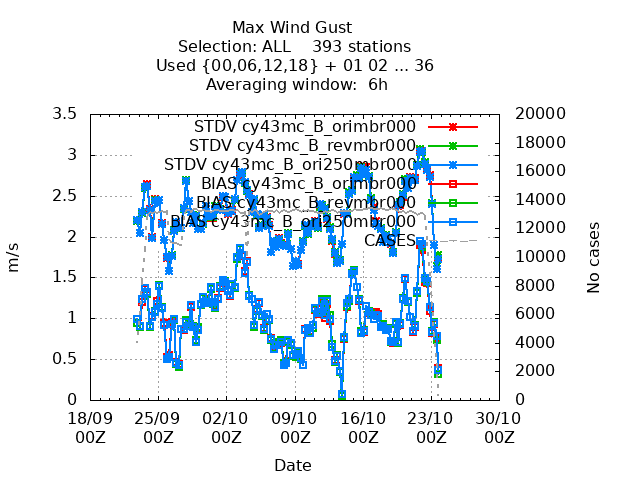 Max Wind Gust
Selection: ALL    393 stations
Used {00,06,12,18} + 01 02 ... 36
Averaging window:  6h
3.5
3
2.5
2
1.5
1
0.5
0
m/s
20000
18000
16000
14000
12000
10000
8000
6000
4000
2000
0
No cases
STDV cy43mc_B_orimbr000
STDV cy43mc_B_revmbr000
STDV cy43mc_B_ori250mbr000
BIAS cy43mc_B_orimbr000
BIAS cy43mc_B_revmbr000
BIAS cy43mc_B_ori250mbr000
CASES
18/09 25/09 02/10 09/10 16/10 23/10 30/10
00Z 00Z 00Z 00Z 00Z 00Z 00Z
Date